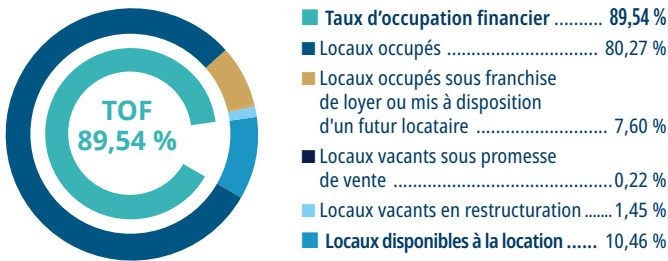 TOF
89,54 %
Taux d’occupation financier .......... 89,54 %
Locaux occupés ................................ 80,27 %
Locaux occupés sous franchise
de loyer ou mis à disposition
d'un futur locataire ........................... 7,60 %
Locaux vacants sous promesse
de vente .............................................0,22 %
Locaux vacants en restructuration ....... 1,45 %
Locaux disponibles à la location ...... 10,46 %